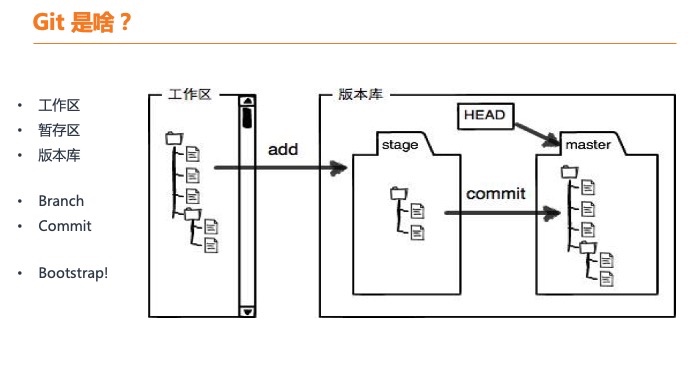 Git 是啥？
工作区
暂存区
版本库
Branch
Commit
Bootstrap!
工作区
版本库
HEAD
add
stage
commit
master